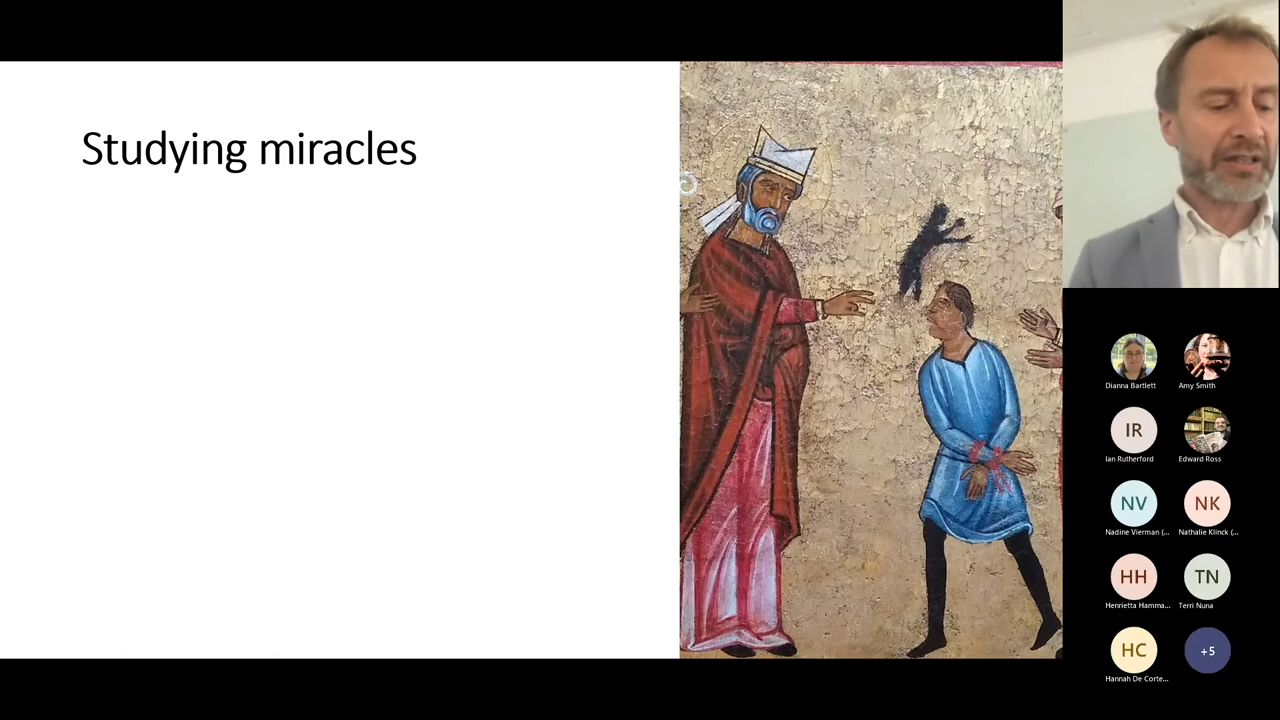 Studying miracles
Dianna Bartlett
Amy Smith
IR
Ian Rutherford
Edward Ross
NV
Nadine Vierman (...
NK
Nathalie Klinck (...
HH
Henrietta Hamma...
TN
Terri Nuna
HC
Hannah De Corte...
+5